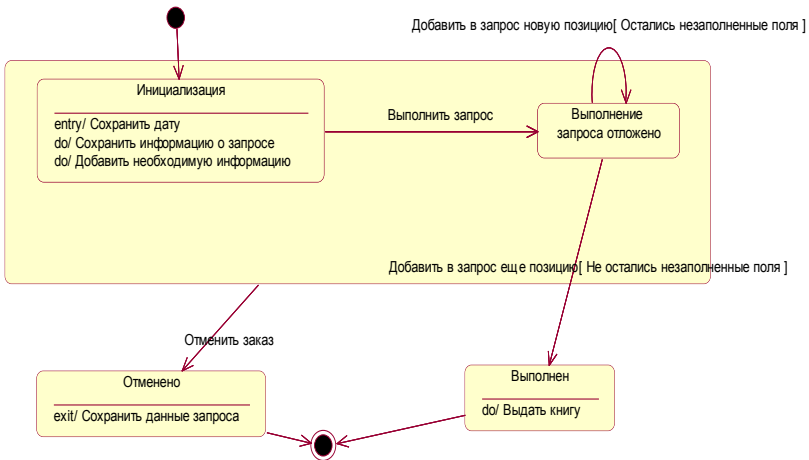 Добавить в запрос новую позицию[ Остались незаполненные поля ]
Инициализация
entry/ Сохранить дату
do/ Сохранить информацию о запросе
do/ Добавить необходимую информацию
Выполнить запрос
Выполнение
запроса отложено
Добавить в запрос еще позицию[ Не остались незаполненные поля ]
Отменить заказ
Отменено
exit/ Сохранить данные запроса
Выполнен
do/ Выдать книгу